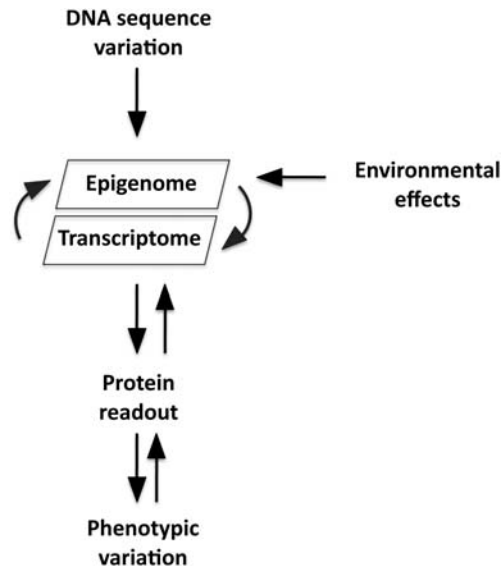 DNA sequence
variation
Epigenome
Environmental
effects
Transcriptome
Protein
readout
Phenotypic
variation